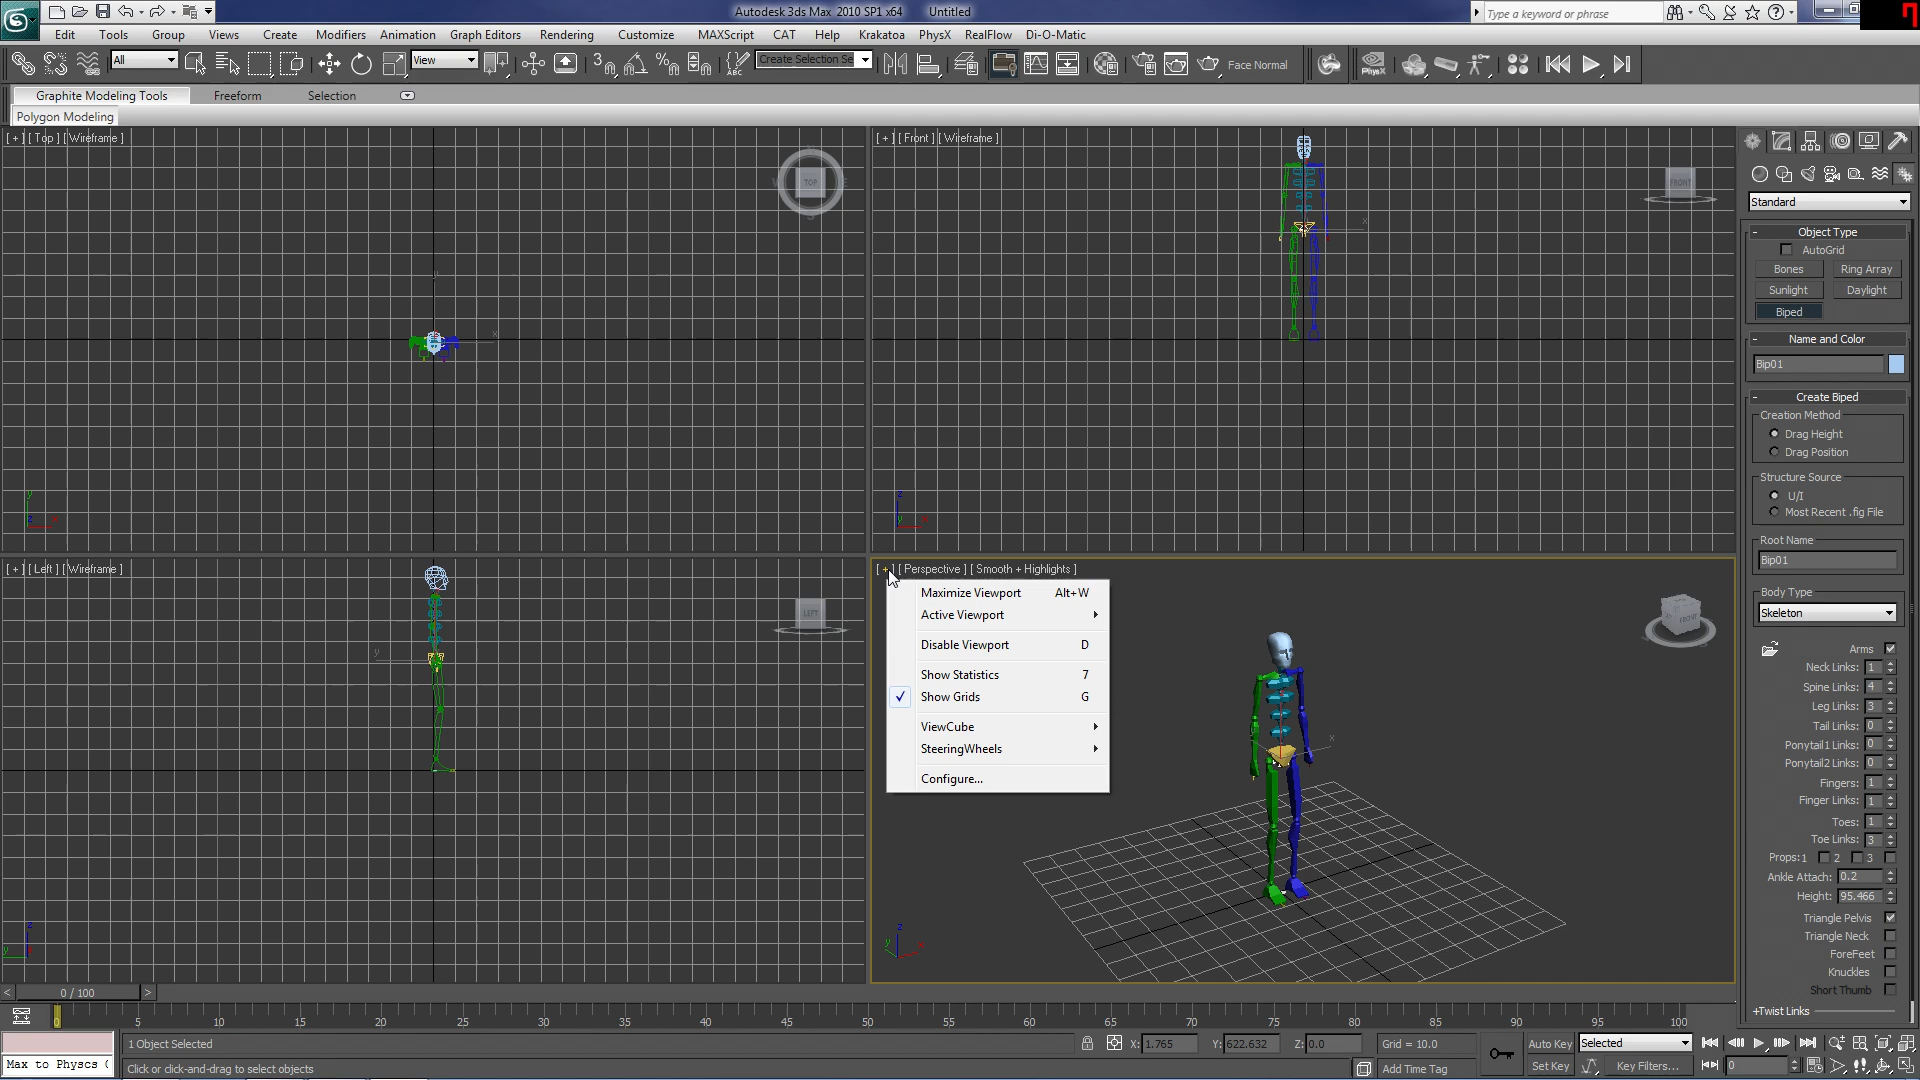 Autodesk 3ds Max 2010 SP1 x64 Untitled
Type a keyword or phrase
Edit Tools Group Views Create Modifiers Animation Graph Editors Rendering Customize MAXScript CAT Help Krakatoa PhysX RealFlow Di-O-Matic
All View Create Selection Se Face Normal
Graphite Modeling Tools Freeform Selection
Polygon Modeling
[ + ] [ Top ] [ Wireframe ]
TOP
[ + ] [ Front ] [ Wireframe ]
FRONT
[ + ] [ Left ] [ Wireframe ]
LEFT
[ + ] [ Perspective ] [ Smooth + Highlights ]
FRONT
Maximize Viewport Alt+W
Active Viewport
Disable Viewport D
Show Statistics 7
Show Grids G
ViewCube
SteeringWheels
Configure...
Standard
- Object Type
AutoGrid
Bones Ring Array
Sunlight Daylight
Biped
- Name and Color
Bip01
- Create Biped
Creation Method
Drag Height
Drag Position
Structure Source
U/I
Most Recent .fig File
Root Name
Bip01
Body Type
Skeleton
Arms
Neck Links: 1
Spine Links: 4
Leg Links: 3
Tail Links: 0
Ponytail1 Links: 0
Ponytail2 Links: 0
Fingers: 1
Finger Links: 1
Toes: 1
Toe Links: 3
Props:1 2 3
Ankle Attach: 0.2
Height: 95.466
Triangle Pelvis
Triangle Neck
ForeFeet
Knuckles
Short Thumb
+Twist Links
< 0 / 100 >
0 5 10 15 20 25 30 35 40 45 50 55 60 65 70 75 80 85 90 95 100
1 Object Selected X: 1.765 Y: 622.632 Z: 0.0 Grid = 10.0 Auto Key Selected
Max to Physcs ( Click or click-and-drag to select objects Add Time Tag Set Key Key Filters... 0